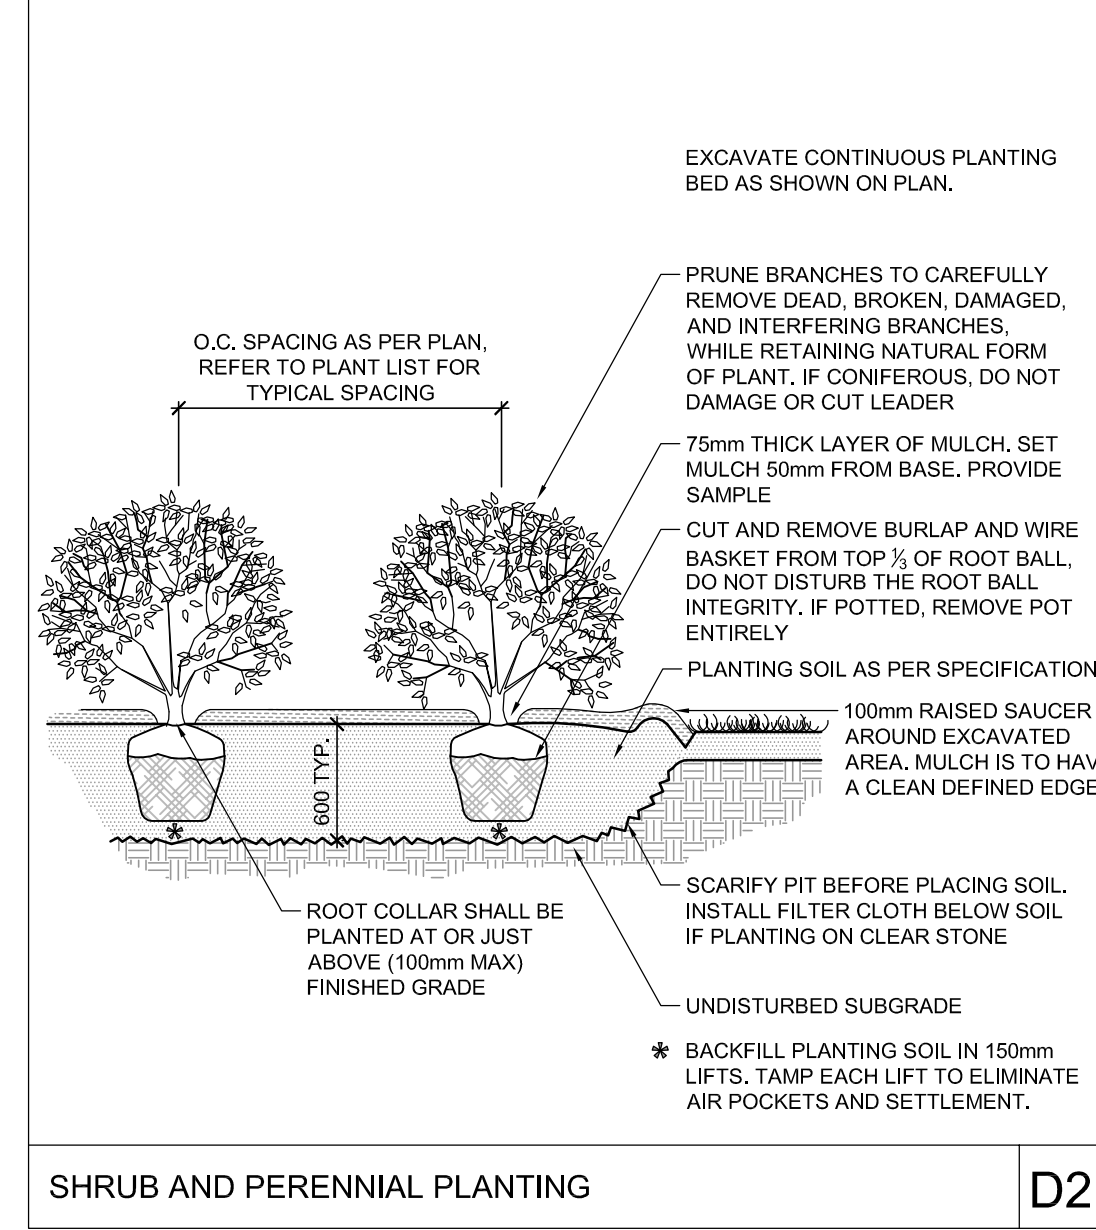 EXCAVATE CONTINUOUS PLANTING
BED AS SHOWN ON PLAN.
PRUNE BRANCHES TO CAREFULLY
REMOVE DEAD, BROKEN, DAMAGED,
AND INTERFERING BRANCHES,
WHILE RETAINING NATURAL FORM
OF PLANT. IF CONIFEROUS, DO NOT
DAMAGE OR CUT LEADER
O.C. SPACING AS PER PLAN,
REFER TO PLANT LIST FOR
TYPICAL SPACING
75mm THICK LAYER OF MULCH. SET
MULCH 50mm FROM BASE. PROVIDE
SAMPLE
CUT AND REMOVE BURLAP AND WIRE
BASKET FROM TOP ⅓ OF ROOT BALL,
DO NOT DISTURB THE ROOT BALL
INTEGRITY. IF POTTED, REMOVE POT
ENTIRELY
PLANTING SOIL AS PER SPECIFICATION
100mm RAISED SAUCER
AROUND EXCAVATED
AREA. MULCH IS TO HAV
A CLEAN DEFINED EDGE
600 TYP.
*
*
SCARIFY PIT BEFORE PLACING SOIL.
INSTALL FILTER CLOTH BELOW SOIL
IF PLANTING ON CLEAR STONE
ROOT COLLAR SHALL BE
PLANTED AT OR JUST
ABOVE (100mm MAX)
FINISHED GRADE
UNDISTURBED SUBGRADE
* BACKFILL PLANTING SOIL IN 150mm
LIFTS. TAMP EACH LIFT TO ELIMINATE
AIR POCKETS AND SETTLEMENT.
SHRUB AND PERENNIAL PLANTING
D2